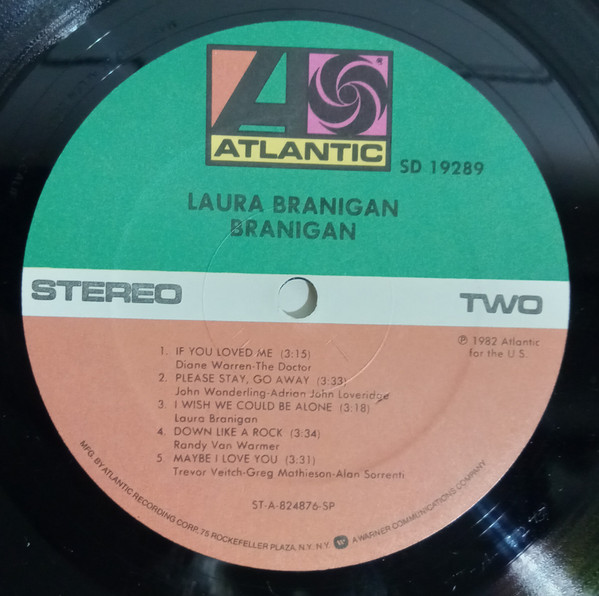 ATLANTIC
SD 19289
LAURA BRANIGAN
BRANIGAN
STEREO
TWO
℗ 1982 Atlantic
for the U S.
1. IF YOU LOVED ME (3:15)
Diane Warren-The Doctor
2. PLEASE STAY, GO AWAY (3:33)
John Wonderling-Adrian John Loveridge
3. I WISH WE COULD BE ALONE (3:18)
Laura Branigan
4. DOWN LIKE A ROCK (3:34)
Randy Van Warmer
5. MAYBE I LOVE YOU (3:31)
Trevor Veitch-Greg Mathieson-Alan Sorrenti
ST-A-824876-SP
MFG. BY ATLANTIC RECORDING CORP. 75 ROCKEFELLER PLAZA, N.Y. N.Y. A WARNER COMMUNICATIONS COMPANY